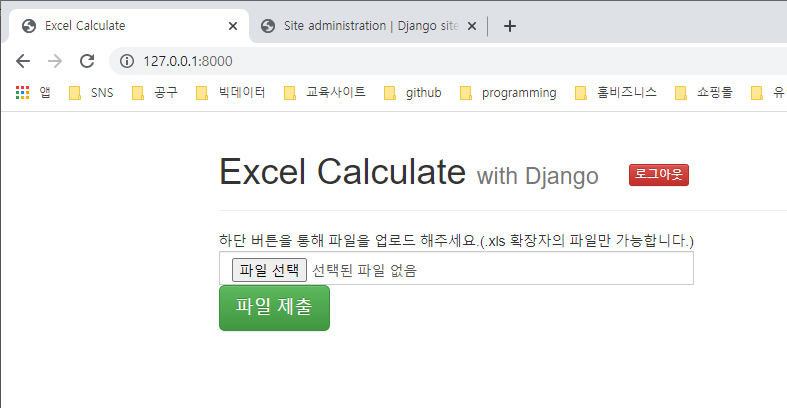 Excel Calculate
Site administration | Django site
127.0.0.1:8000
앱 SNS 공구 빅데이터 교육사이트 github programming 홈비즈니스 쇼핑몰 유
Excel Calculate with Django 로그아웃
하단 버튼을 통해 파일을 업로드 해주세요.(.xls 확장자의 파일만 가능합니다.)
파일 선택 선택된 파일 없음
파일 제출